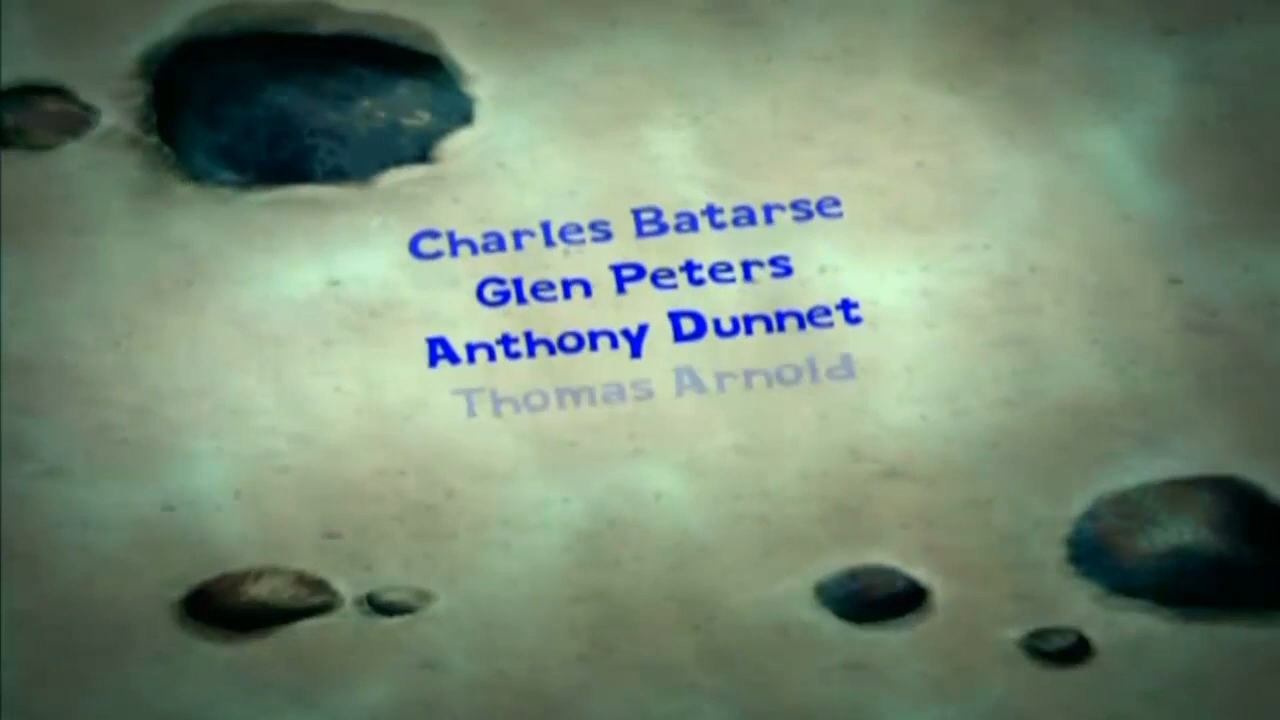 Charles Batarse
Glen Peters
Anthony Dunnet
Thomas Arnold